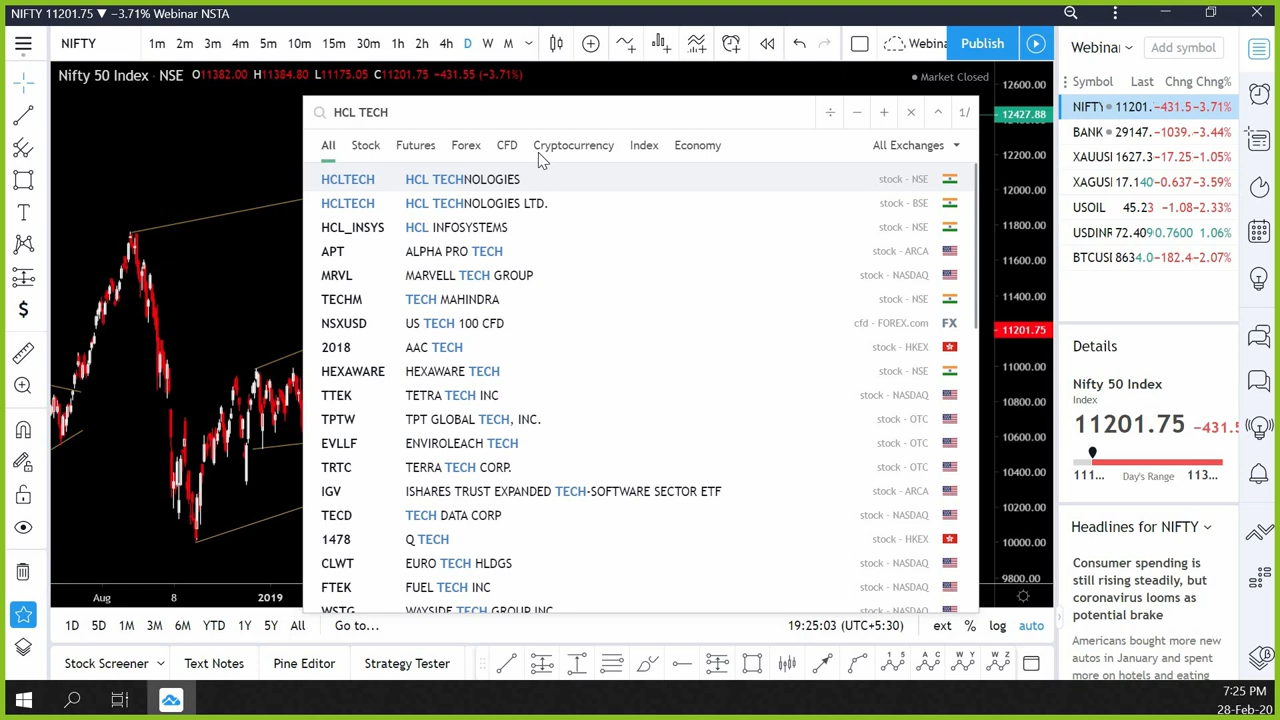 NIFTY 11201.75 ▼ −3.71% Webinar NSTA
NIFTY 1m 2m 3m 4m 5m 10m 15m 30m 1h 2h 4h D W M Webina Publish
Webinar Add symbol
Nifty 50 Index · NSE O11382.00 H11384.80 L11175.05 C11201.75 −431.55 (−3.71%)
Market Closed
Symbol Last Chng Chng%
NIFTY 11201. −431.5 −3.71%
BANK 29147. −1039. −3.44%
XAUUSI 1627.3 −17.1 −1.05%
XAGUSI 17.140 −0.637 −3.61%
USOIL 45.23 −1.08 −2.33%
USDINF 72.409 0.7600 1.06%
BTCUSI 8634.0 −182.4 −2.07%
HCL TECH
÷ − + × ^ 1/
All Stock Futures Forex CFD Cryptocurrency Index Economy All Exchanges
HCLTECH HCL TECHNOLOGIES stock - NSE
HCLTECH HCL TECHNOLOGIES LTD. stock - BSE
HCL_INSYS HCL INFOSYSTEMS stock - NSE
APT ALPHA PRO TECH stock - ARCA
MRVL MARVELL TECH GROUP stock - NASDAQ
TECHM TECH MAHINDRA stock - NSE
NSXUSD US TECH 100 CFD cfd - FOREX.com FX
2018 AAC TECH stock - HKEX
HEXAWARE HEXAWARE TECH stock - NSE
TTEK TETRA TECH INC stock - NASDAQ
TPTW TPT GLOBAL TECH, INC. stock - OTC
EVLLF ENVIROLEACH TECH stock - OTC
TRTC TERRA TECH CORP. stock - OTC
IGV ISHARES TRUST EXPANDED TECH-SOFTWARE SECTOR ETF stock - ARCA
TECD TECH DATA CORP stock - NASDAQ
1478 Q TECH stock - HKEX
CLWT EURO TECH HLDGS stock - NASDAQ
FTEK FUEL TECH INC stock - NASDAQ
WSTG WAYSIDE TECH GROUP INC stock - NASDAQ
12600.00
12427.88
12200.00
12000.00
11800.00
11600.00
11400.00
11201.75
11000.00
10800.00
10600.00
10400.00
10200.00
10000.00
9800.00
Aug 8 2019
Details
Nifty 50 Index
Index
11201.75 −431.5
111... Day's Range 113...
Headlines for NIFTY
Consumer spending is
still rising steadily, but
coronavirus looms as
potential brake
Americans bought more new
autos in January and spent
more on hotels and eating
1D 5D 1M 3M 6M YTD 1Y 5Y All Go to... 19:25:03 (UTC+5:30) ext % log auto
Stock Screener Text Notes Pine Editor Strategy Tester
7:25 PM
28-Feb-20